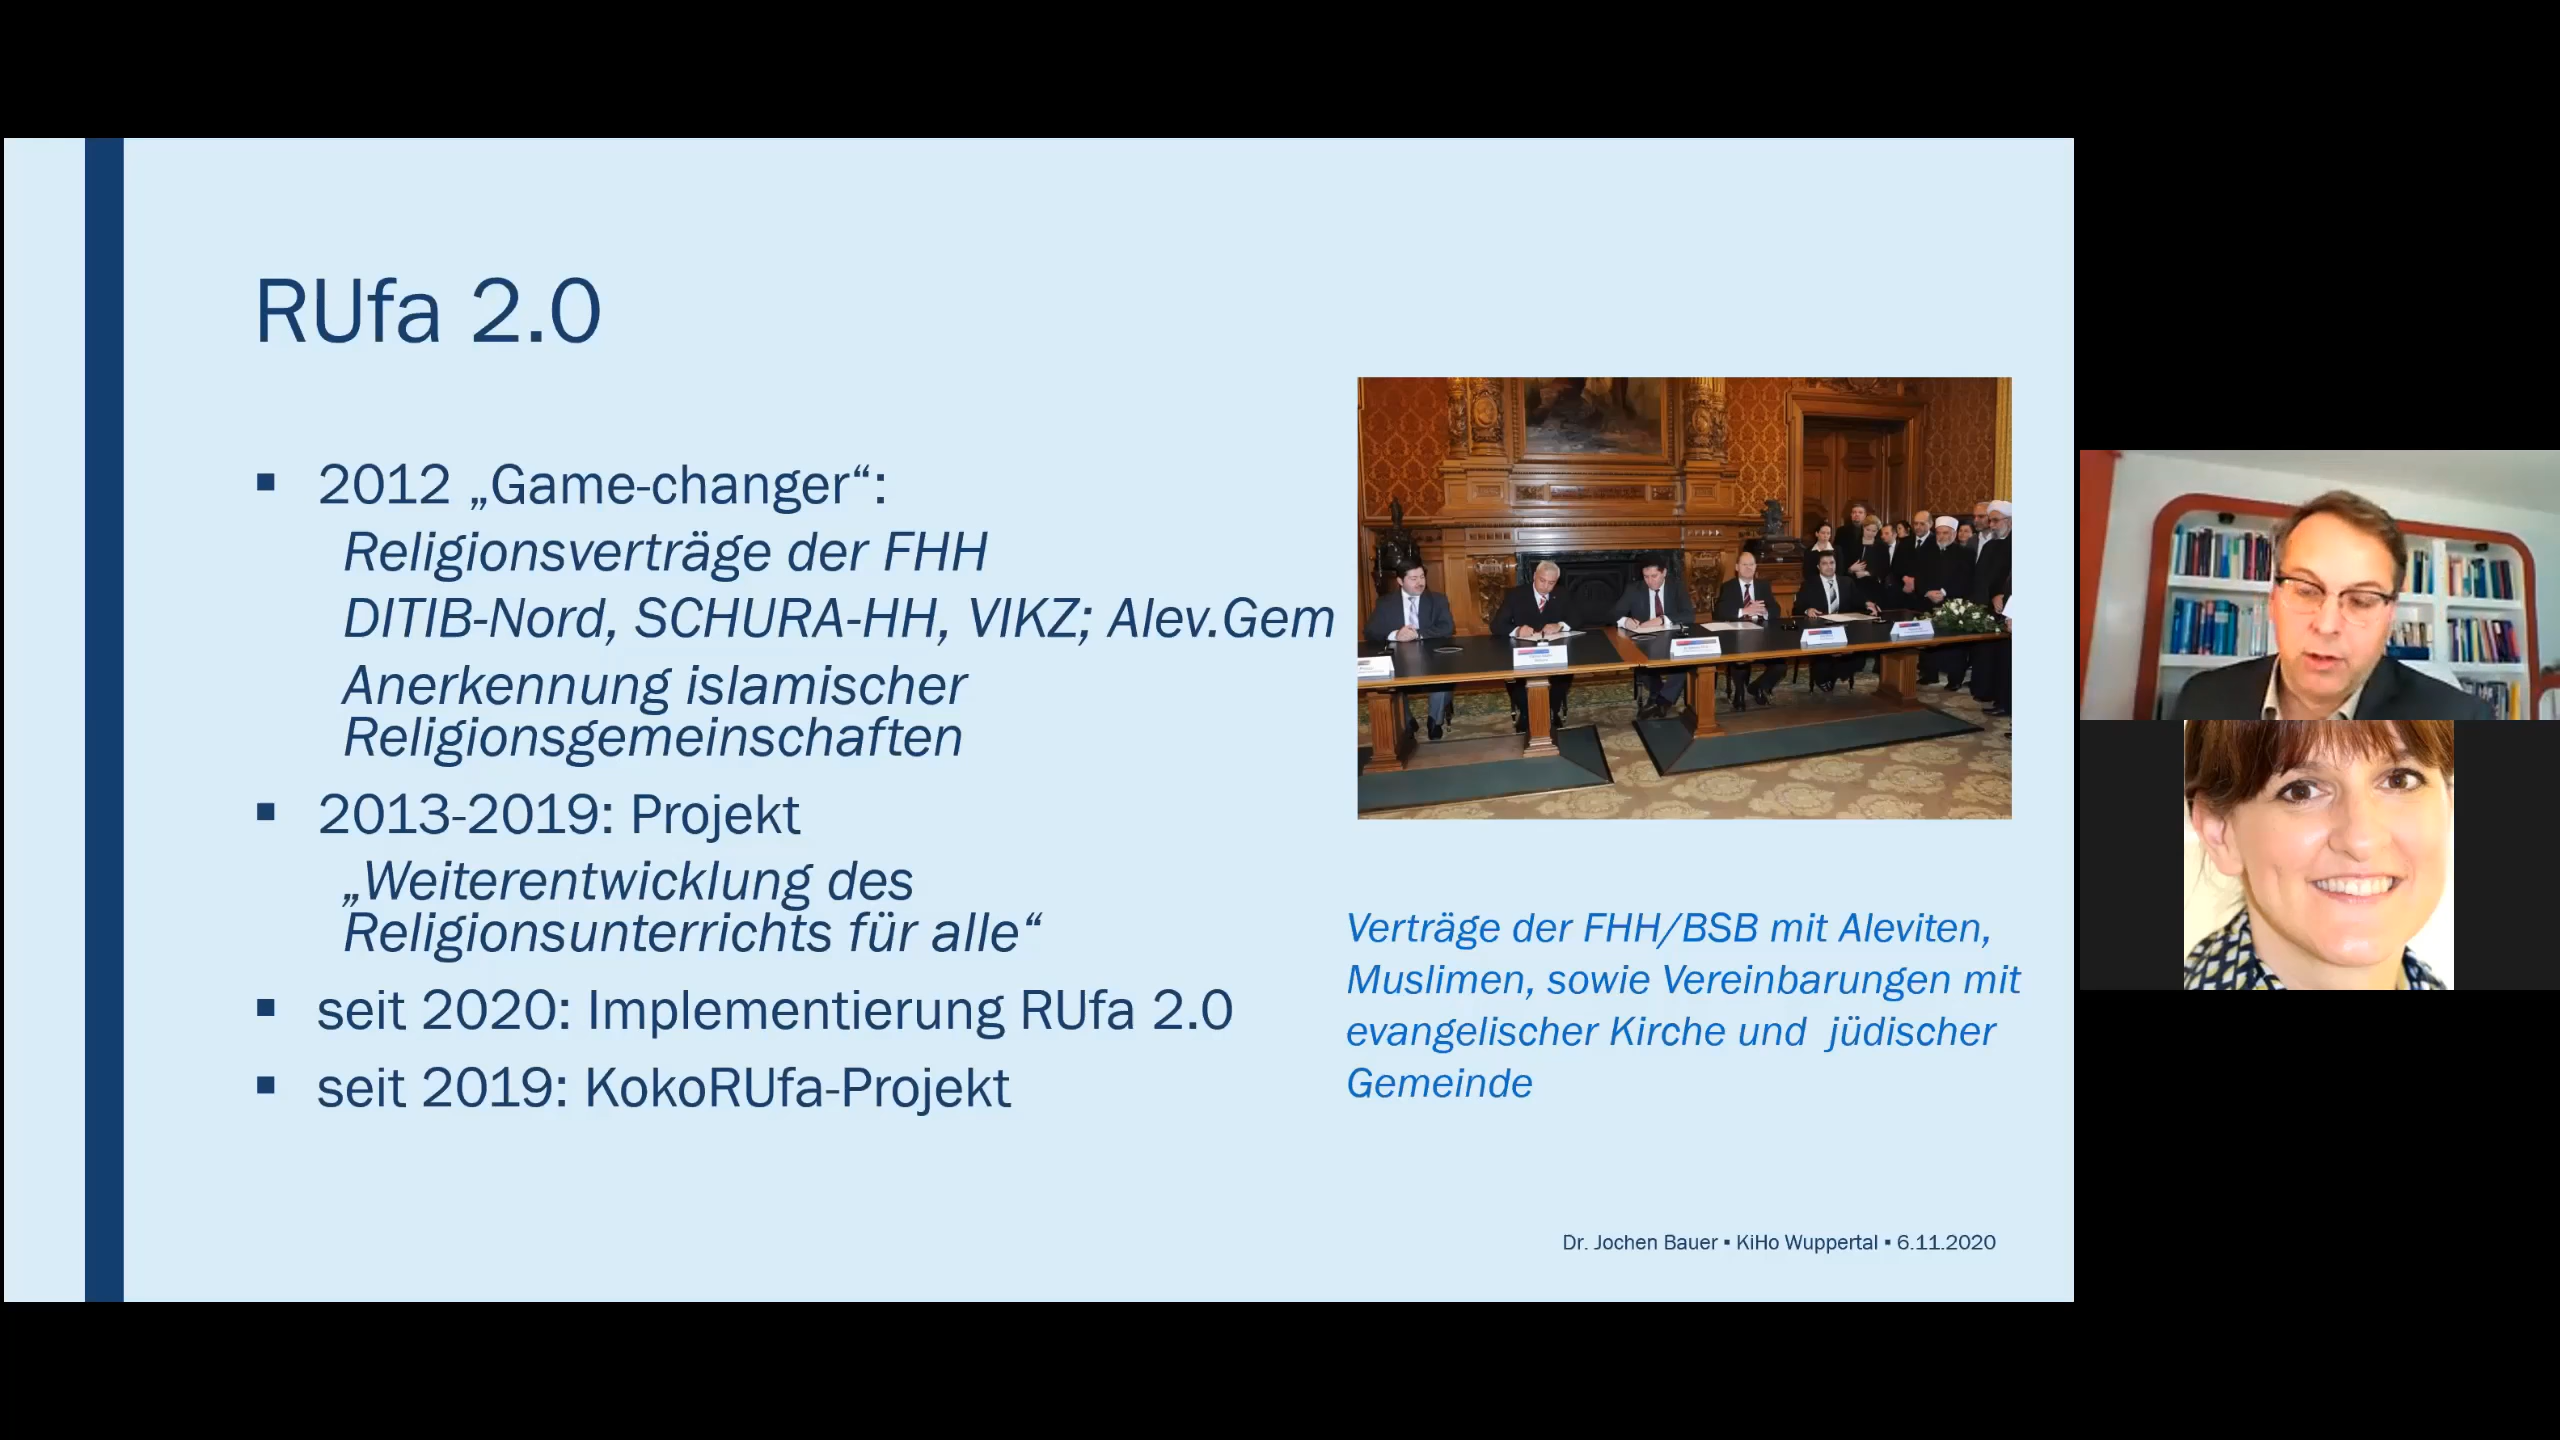 RUfa 2.0
▪ 2012 „Game-changer“:
Religionsverträge der FHH
DITIB-Nord, SCHURA-HH, VIKZ; Alev.Gem
Anerkennung islamischer
Religionsgemeinschaften
▪ 2013-2019: Projekt
„Weiterentwicklung des
Religionsunterrichts für alle“
▪ seit 2020: Implementierung RUfa 2.0
▪ seit 2019: KokoRUfa-Projekt
Verträge der FHH/BSB mit Aleviten,
Muslimen, sowie Vereinbarungen mit
evangelischer Kirche und jüdischer
Gemeinde
Dr. Jochen Bauer ▪ KiHo Wuppertal ▪ 6.11.2020